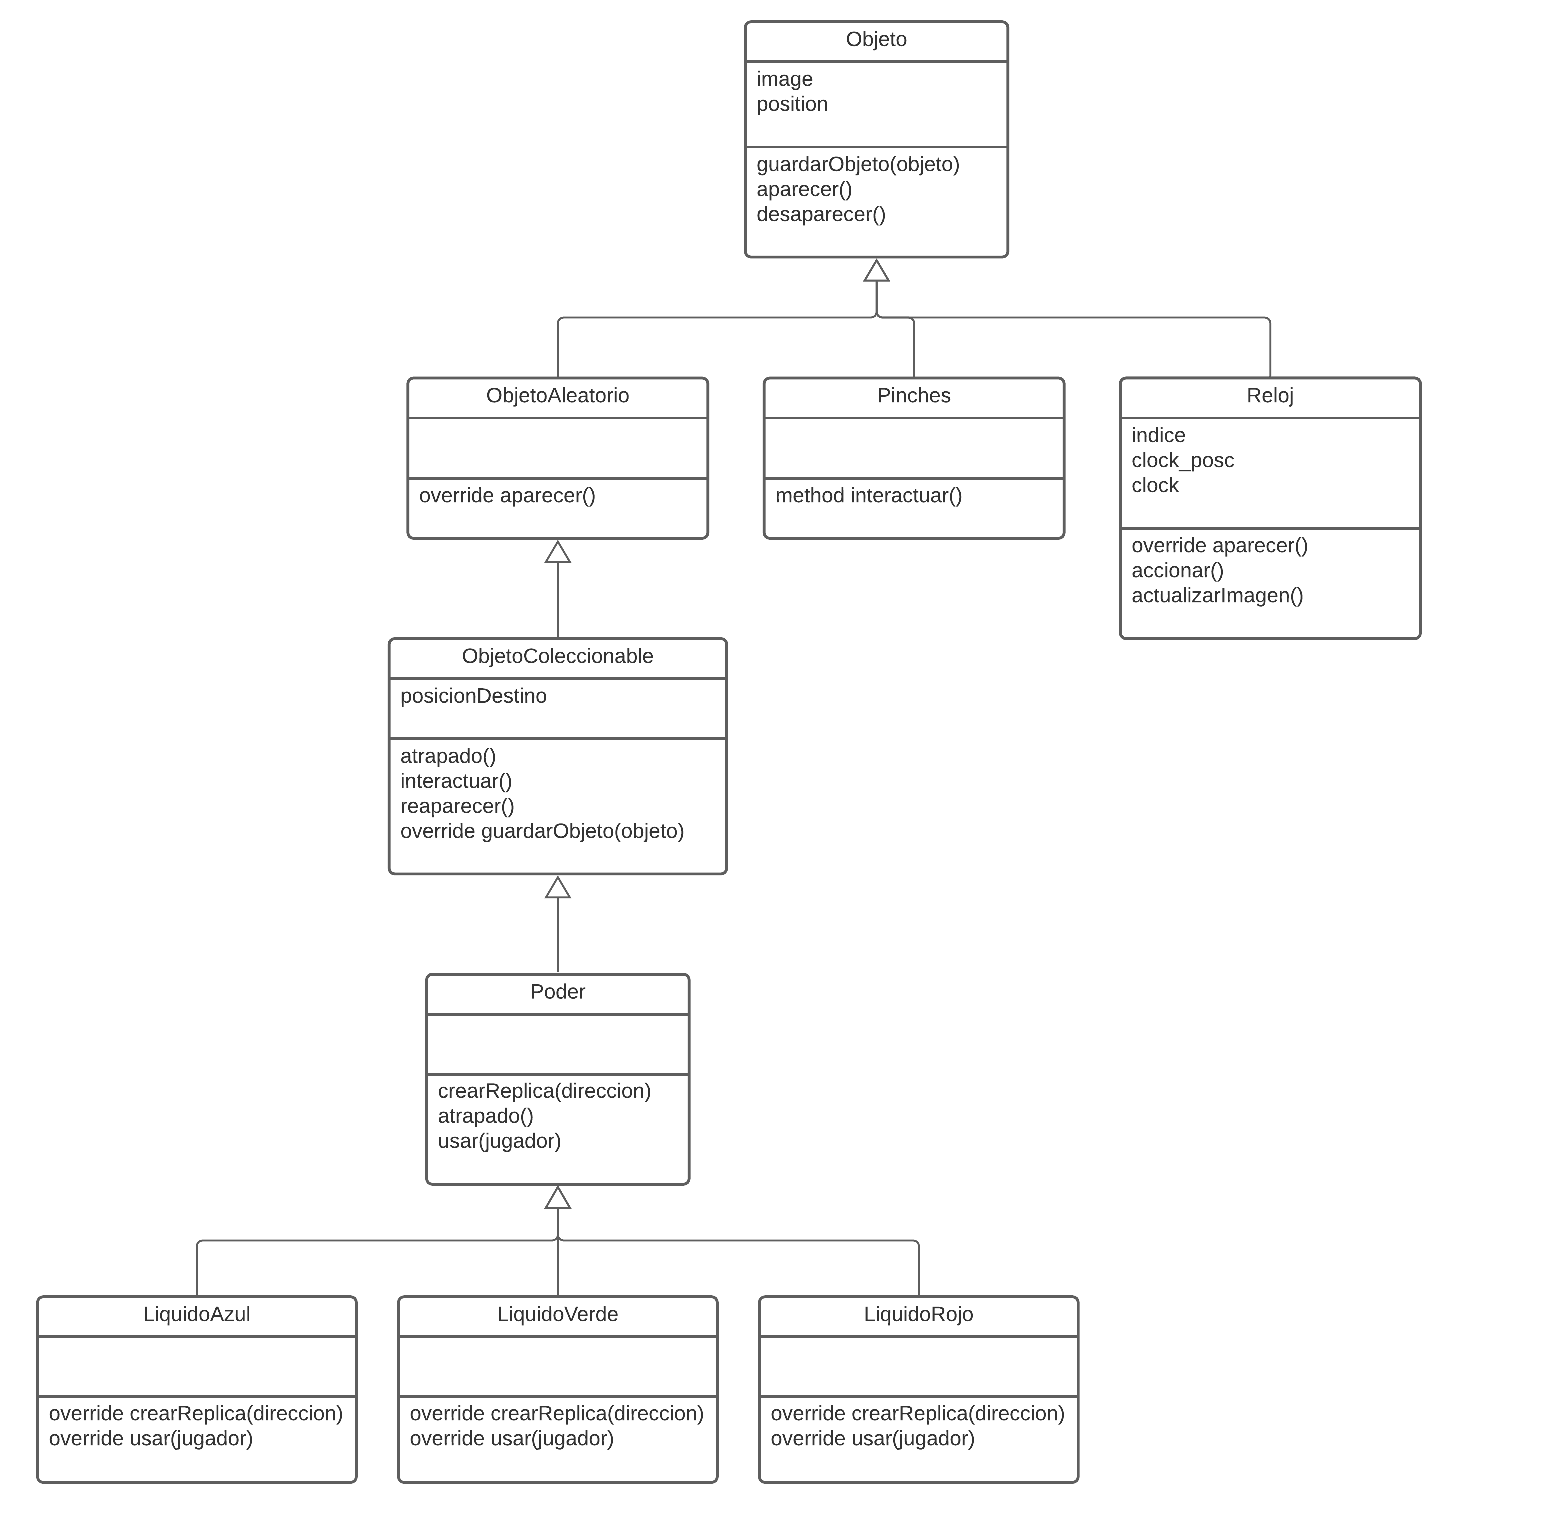 Objeto
image
position
guardarObjeto(objeto)
aparecer()
desaparecer()
ObjetoAleatorio
override aparecer()
Pinches
method interactuar()
Reloj
indice
clock_posc
clock
override aparecer()
accionar()
actualizarImagen()
ObjetoColeccionable
posicionDestino
atrapado()
interactuar()
reaparecer()
override guardarObjeto(objeto)
Poder
crearReplica(direccion)
atrapado()
usar(jugador)
LiquidoAzul
override crearReplica(direccion)
override usar(jugador)
LiquidoVerde
override crearReplica(direccion)
override usar(jugador)
LiquidoRojo
override crearReplica(direccion)
override usar(jugador)